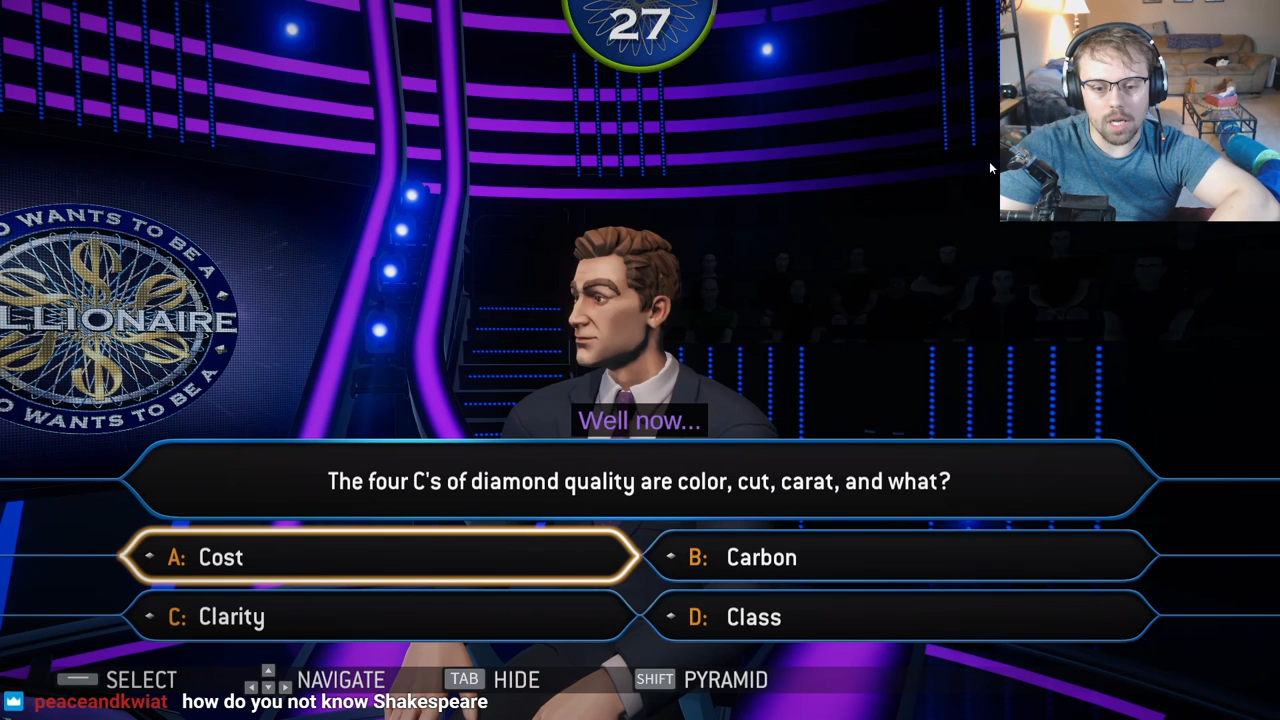 27
O WANTS TO BE A
LLIONAIRE
O WANTS TO BE A
Well now...
The four C's of diamond quality are color, cut, carat, and what?
A: Cost
B: Carbon
C: Clarity
D: Class
SELECT
NAVIGATE
TAB HIDE
SHIFT PYRAMID
peaceandkwiat how do you not know Shakespeare